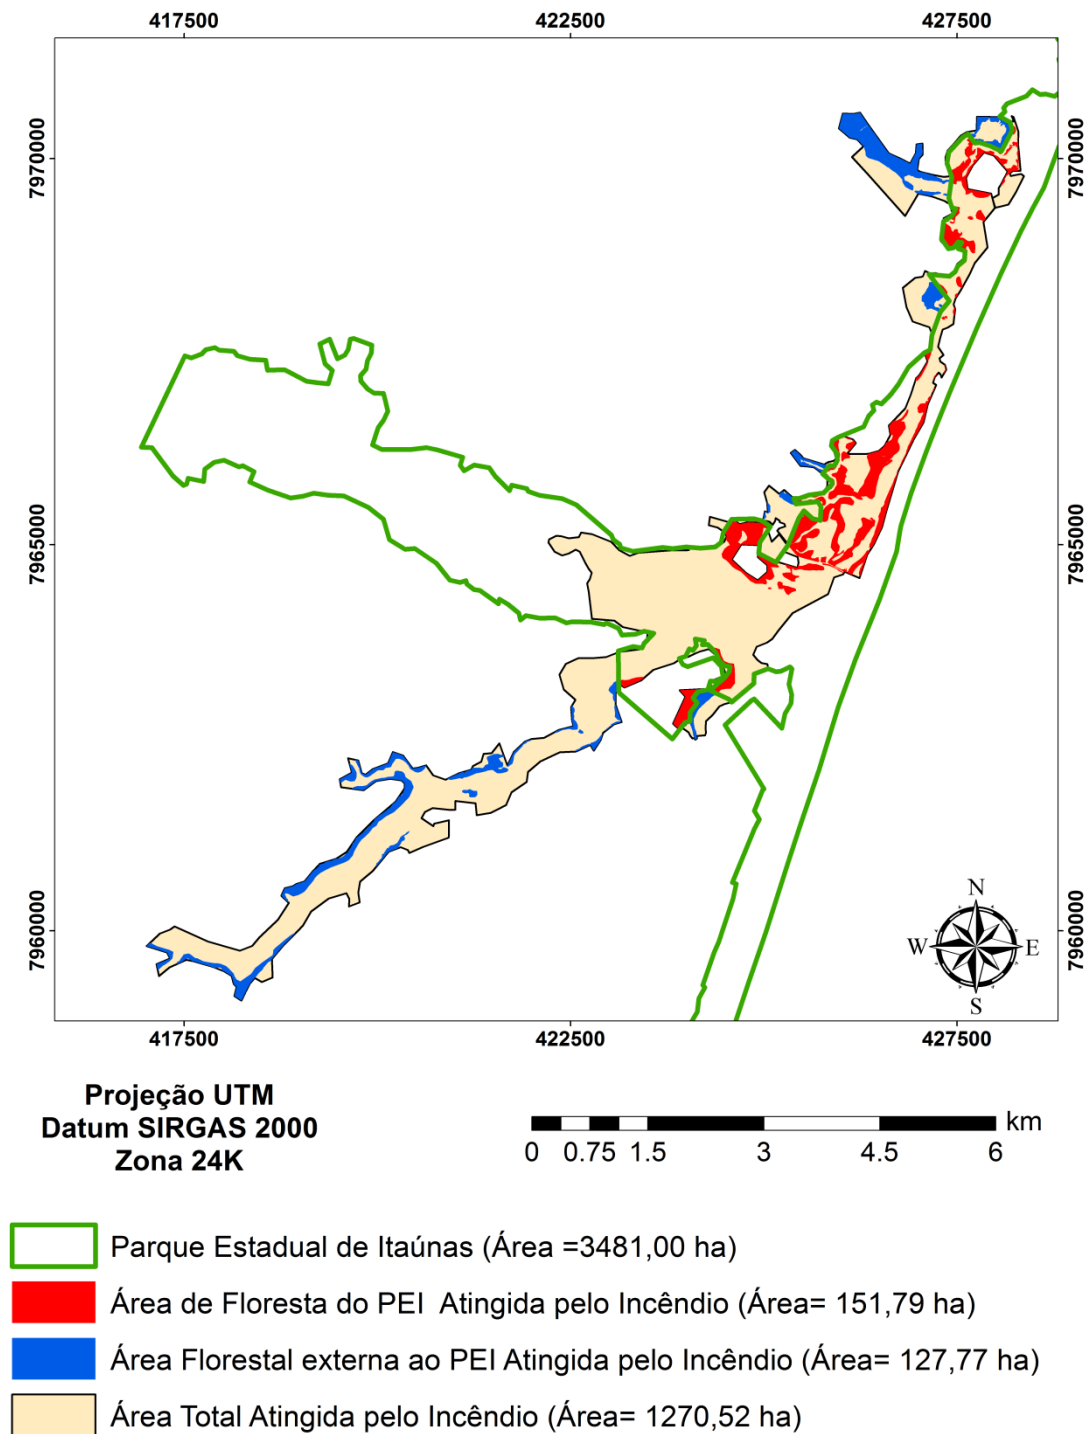 417500 422500 427500
7970000 7970000
7965000 7965000
7960000 7960000
N
W E
S
417500 422500 427500
Projeção UTM
Datum SIRGAS 2000
Zona 24K
km
0 0.75 1.5 3 4.5 6
Parque Estadual de Itaúnas (Área =3481,00 ha)
Área de Floresta do PEI Atingida pelo Incêndio (Área= 151,79 ha)
Área Florestal externa ao PEI Atingida pelo Incêndio (Área= 127,77 ha)
Área Total Atingida pelo Incêndio (Área= 1270,52 ha)